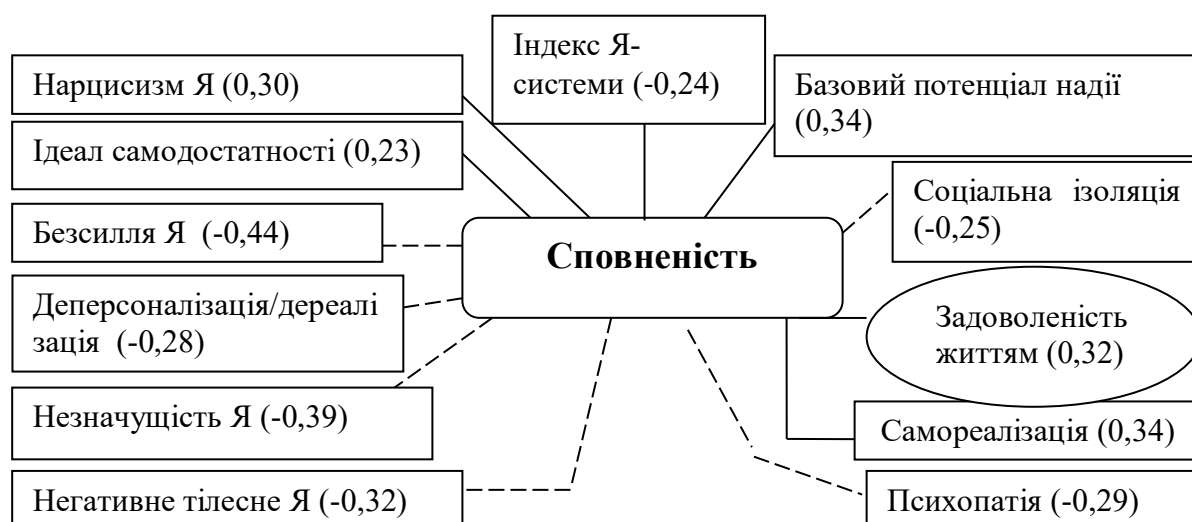 Індекс Я-
системи (-0,24)
Нарцисизм Я (0,30)
Базовий потенціал надії
(0,34)
Ідеал самодостатності (0,23)
Соціальна ізоляція
(-0,25)
Безсилля Я (-0,44)
Сповненість
Деперсоналізація/дереалі
зація (-0,28)
Задоволеність
життям (0,32)
Незначущість Я (-0,39)
Самореалізація (0,34)
Негативне тілесне Я (-0,32)
Психопатія (-0,29)